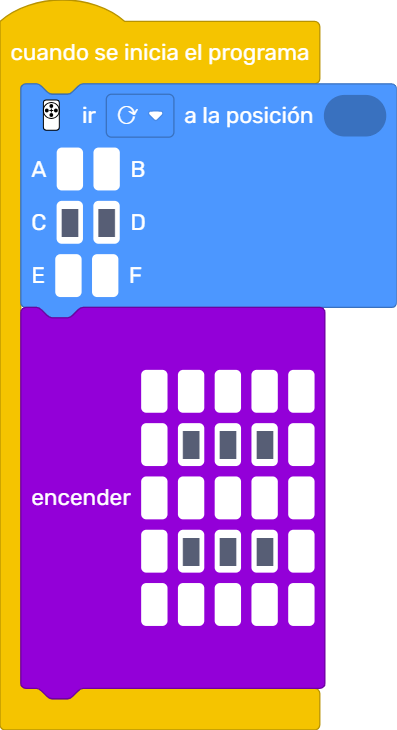 cuando se inicia el programa
ir a la posición
A B
C D
E F
encender